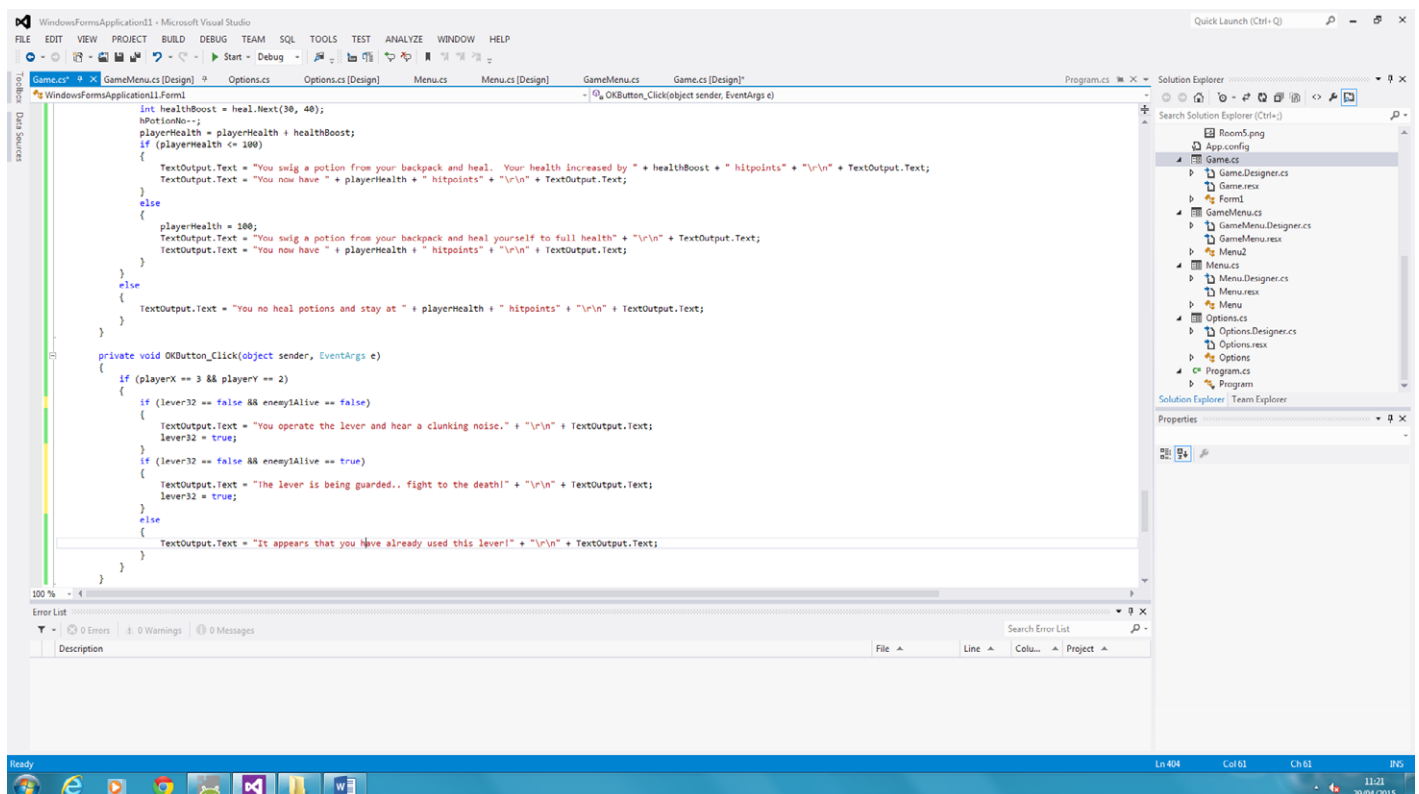 WindowsFormsApplication11 - Microsoft Visual Studio
Quick Launch (Ctrl+Q)
FILE EDIT VIEW PROJECT BUILD DEBUG TEAM SQL TOOLS TEST ANALYZE WINDOW HELP
Start - Debug
Toolbox
Data Sources
Game.cs* GameMenu.cs [Design] Options.cs Options.cs [Design] Menu.cs Menu.cs [Design] GameMenu.cs Game.cs [Design]* Program.cs
WindowsFormsApplication11.Form1 OKButton_Click(object sender, EventArgs e)
int healthBoost = heal.Next(30, 40);
hPotionNo--;
playerHealth = playerHealth + healthBoost;
if (playerHealth <= 100)
{
TextOutput.Text = "You swig a potion from your backpack and heal.  Your health increased by " + healthBoost + " hitpoints" + "\r\n" + TextOutput.Text;
TextOutput.Text = "You now have " + playerHealth + " hitpoints" + "\r\n" + TextOutput.Text;
}
else
{
playerHealth = 100;
TextOutput.Text = "You swig a potion from your backpack and heal yourself to full health" + "\r\n" + TextOutput.Text;
TextOutput.Text = "You now have " + playerHealth + " hitpoints" + "\r\n" + TextOutput.Text;
}
}
else
{
TextOutput.Text = "You no heal potions and stay at " + playerHealth + " hitpoints" + "\r\n" + TextOutput.Text;
}
}
private void OKButton_Click(object sender, EventArgs e)
{
if (playerX == 3 && playerY == 2)
{
if (lever32 == false && enemy1Alive == false)
{
TextOutput.Text = "You operate the lever and hear a clunking noise." + "\r\n" + TextOutput.Text;
lever32 = true;
}
if (lever32 == false && enemy1Alive == true)
{
TextOutput.Text = "The lever is being guarded.. fight to the death!" + "\r\n" + TextOutput.Text;
lever32 = true;
}
else
{
TextOutput.Text = "It appears that you have already used this lever!" + "\r\n" + TextOutput.Text;
}
}
}
100 %
Solution Explorer
Search Solution Explorer (Ctrl+;)
Room5.png
App.config
Game.cs
Game.Designer.cs
Game.resx
Form1
GameMenu.cs
GameMenu.Designer.cs
GameMenu.resx
Menu2
Menu.cs
Menu.Designer.cs
Menu.resx
Menu
Options.cs
Options.Designer.cs
Options.resx
Options
C# Program.cs
Program
Solution Explorer Team Explorer
Properties
Error List
0 Errors 0 Warnings 0 Messages
Search Error List
Description File Line Colu... Project
Ready
Ln 404 Col 61 Ch 61 INS
11:21
29/04/2015